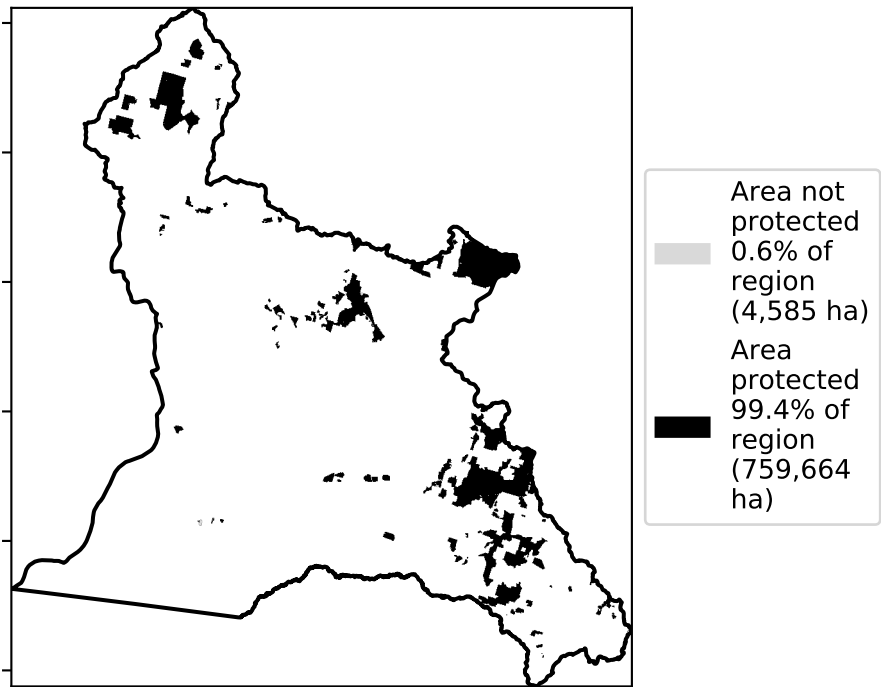 Area not
protected
0.6% of
region
(4,585 ha)
Area
protected
99.4% of
region
(759,664
ha)